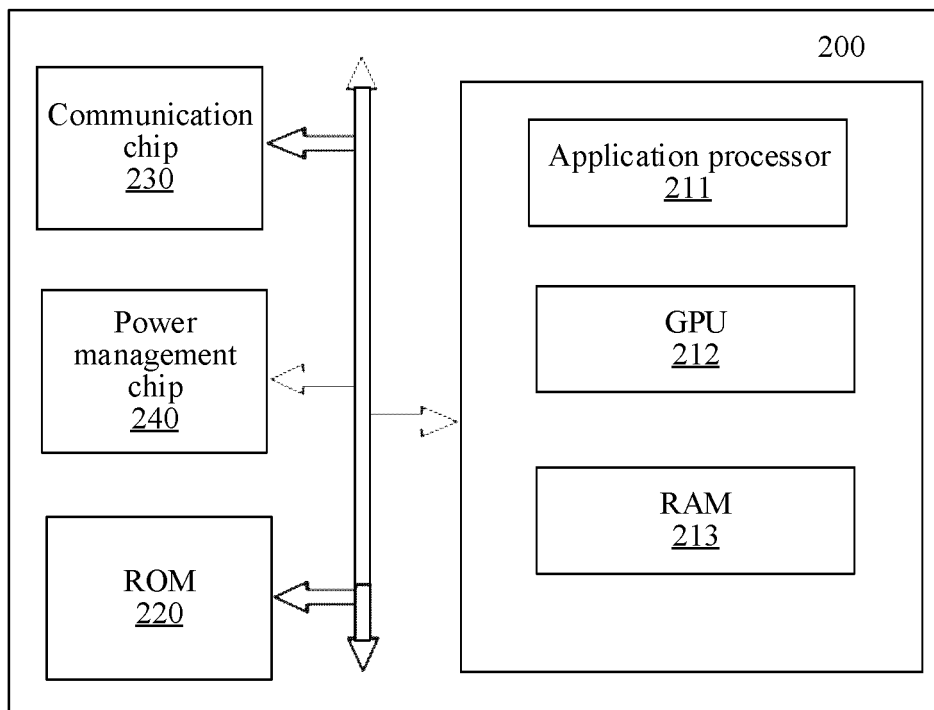 200
Communication
chip
230
Power
management
chip
240
ROM
220
Application processor
211
GPU
212
RAM
213